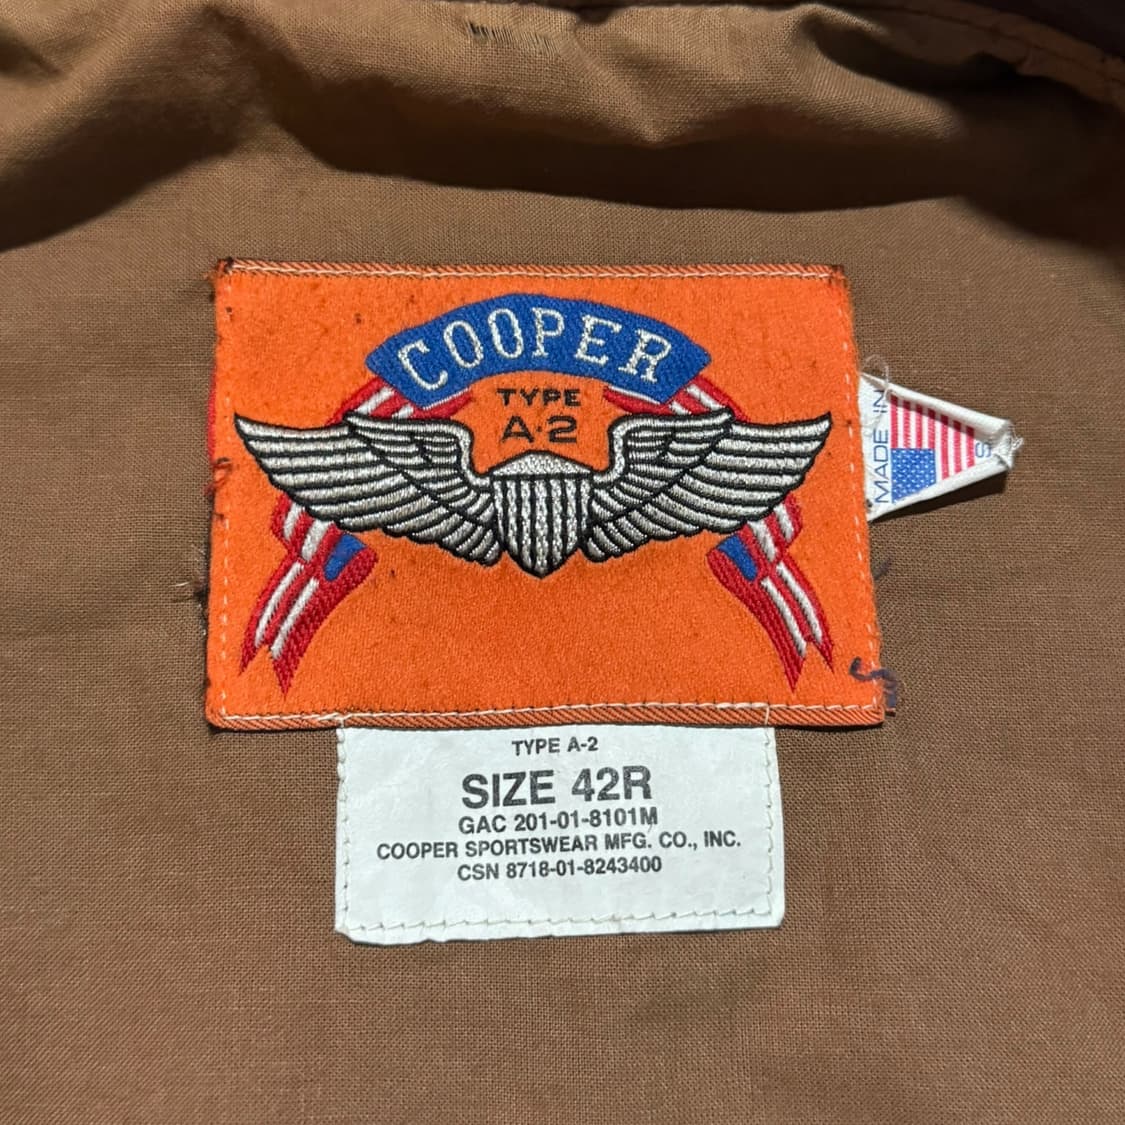 COOPER
TYPE
A·2
MADE IN
TYPE A-2
SIZE 42R
GAC 201-01-8101M
COOPER SPORTSWEAR MFG. CO., INC.
CSN 8718-01-8243400